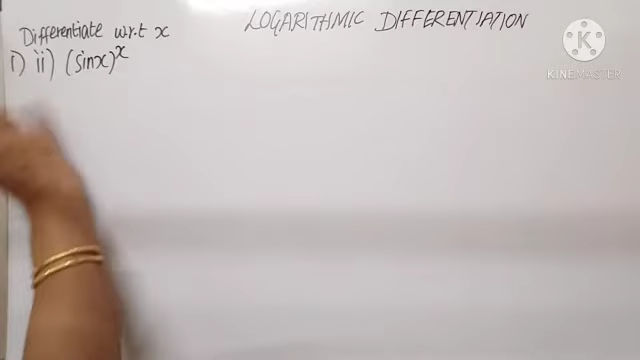 LOGARITHMIC DIFFERENTIATION
Differentiate w.r.t x
i) ii) (sinx)^x
K
KINEMASTER